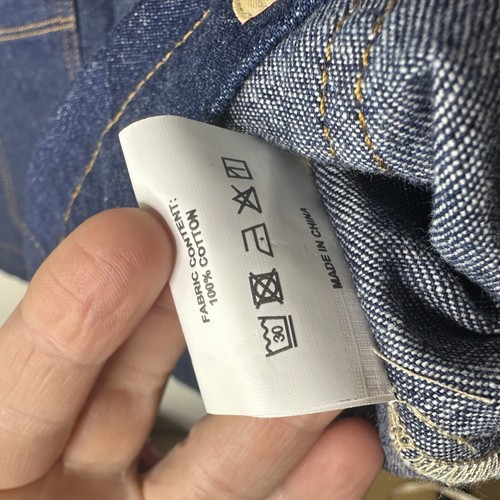 FABRIC CONTENT:
100% COTTON
30
MADE IN CHINA